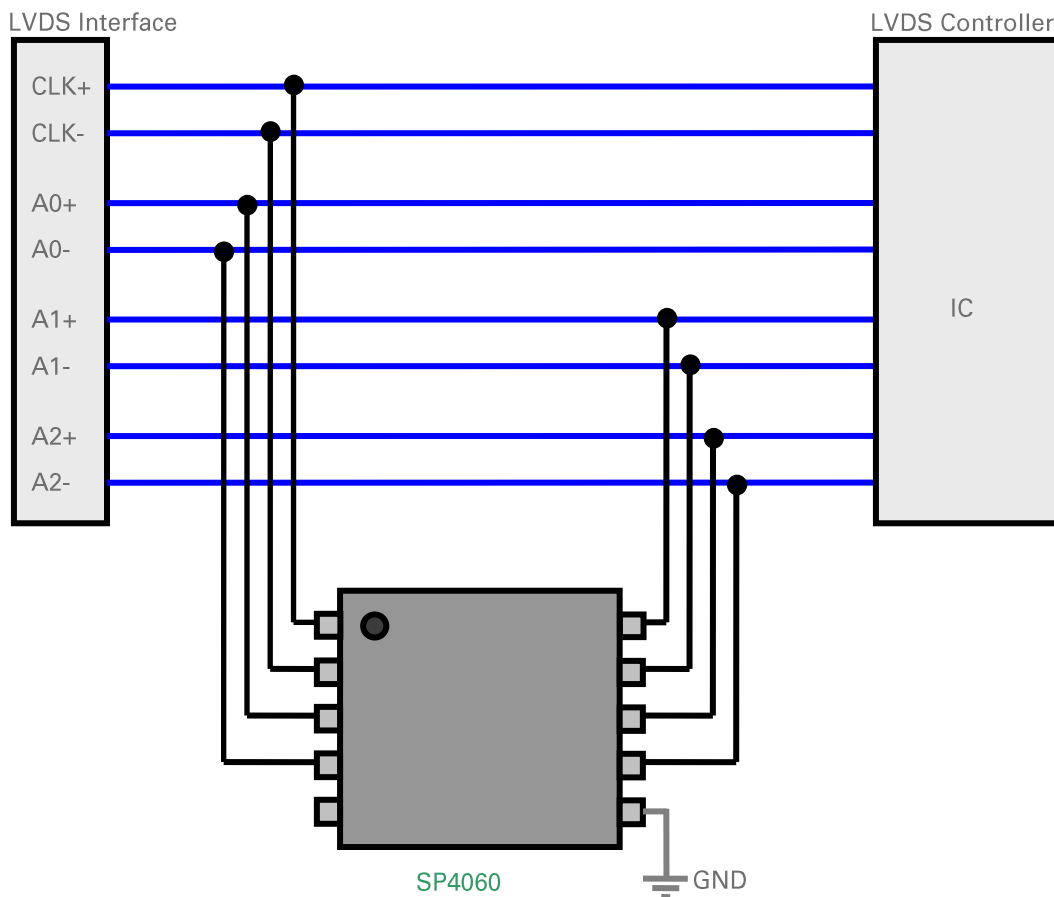 LVDS Interface
LVDS Controller
CLK+
CLK-
A0+
A0-
A1+
A1-
A2+
A2-
IC
SP4060
GND